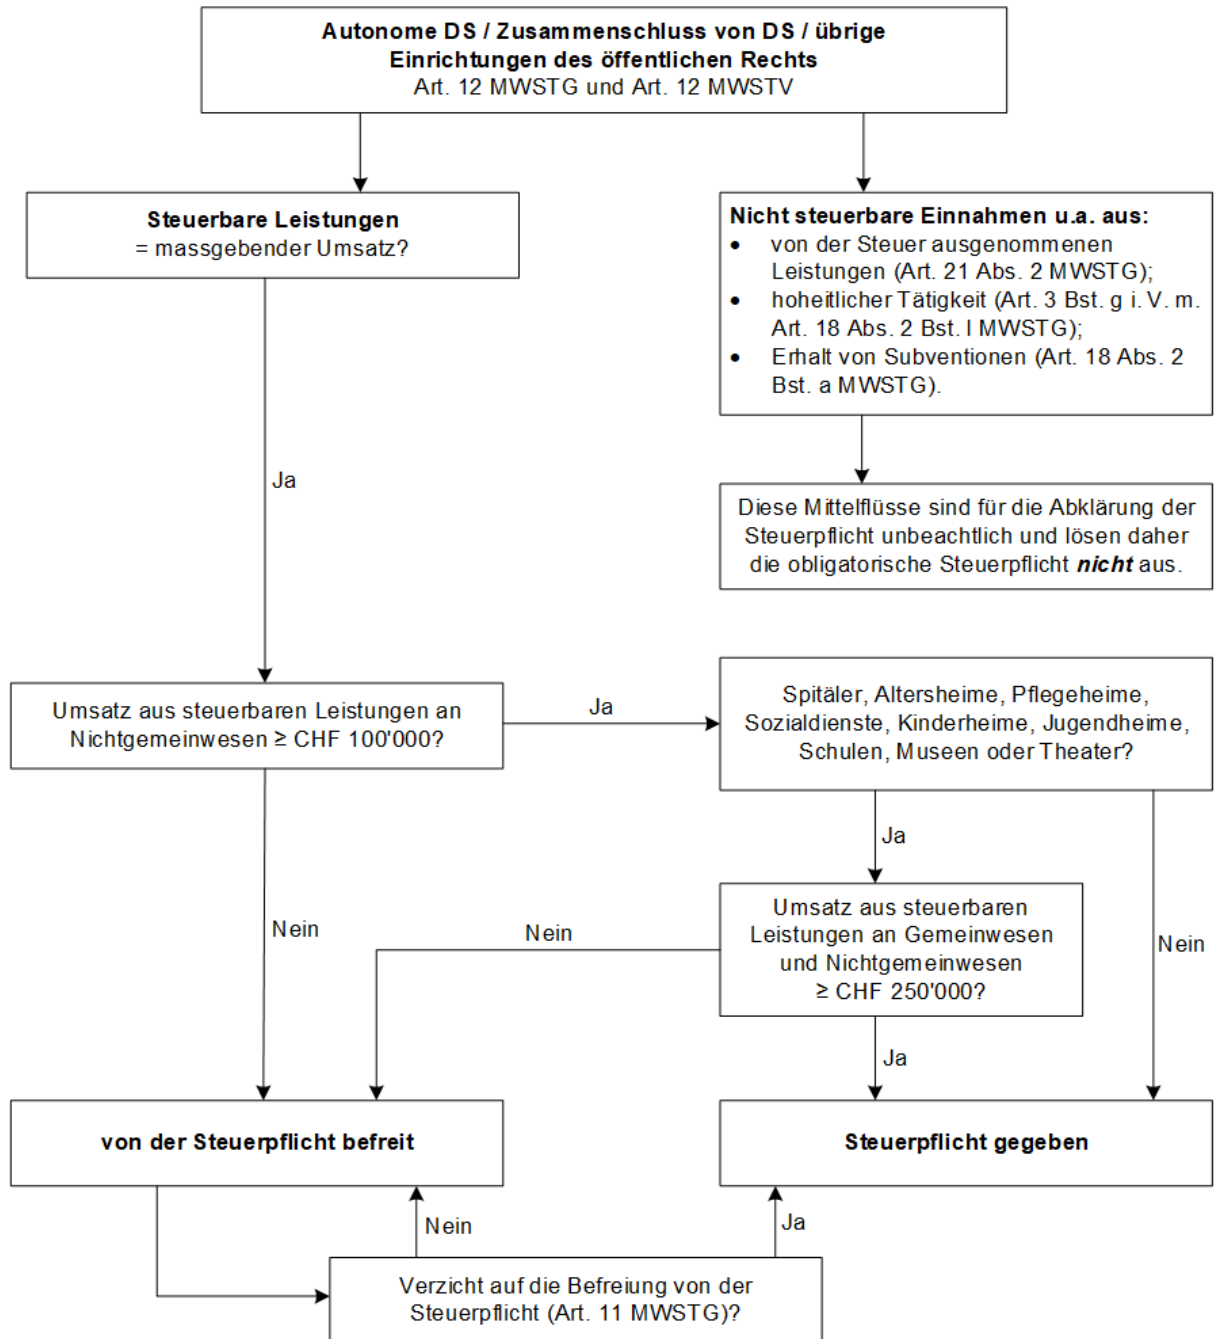 Autonome DS / Zusammenschluss von DS / übrige
Einrichtungen des öffentlichen Rechts
Art. 12 MWSTG und Art. 12 MWSTV
Steuerbare Leistungen
= massgebender Umsatz?
Nicht steuerbare Einnahmen u.a. aus:
• von der Steuer ausgenommenen
Leistungen (Art. 21 Abs. 2 MWSTG);
• hoheitlicher Tätigkeit (Art. 3 Bst. g i. V. m.
Art. 18 Abs. 2 Bst. l MWSTG);
• Erhalt von Subventionen (Art. 18 Abs. 2
Bst. a MWSTG).
Ja
Diese Mittelflüsse sind für die Abklärung der
Steuerpflicht unbeachtlich und lösen daher
die obligatorische Steuerpflicht nicht aus.
Umsatz aus steuerbaren Leistungen an
Nichtgemeinwesen ≥ CHF 100'000?
Ja
Spitäler, Altersheime, Pflegeheime,
Sozialdienste, Kinderheime, Jugendheime,
Schulen, Museen oder Theater?
Ja
Nein
Nein
Umsatz aus steuerbaren
Leistungen an Gemeinwesen
und Nichtgemeinwesen
≥ CHF 250'000?
Nein
Ja
von der Steuerpflicht befreit
Steuerpflicht gegeben
Nein
Ja
Verzicht auf die Befreiung von der
Steuerpflicht (Art. 11 MWSTG)?